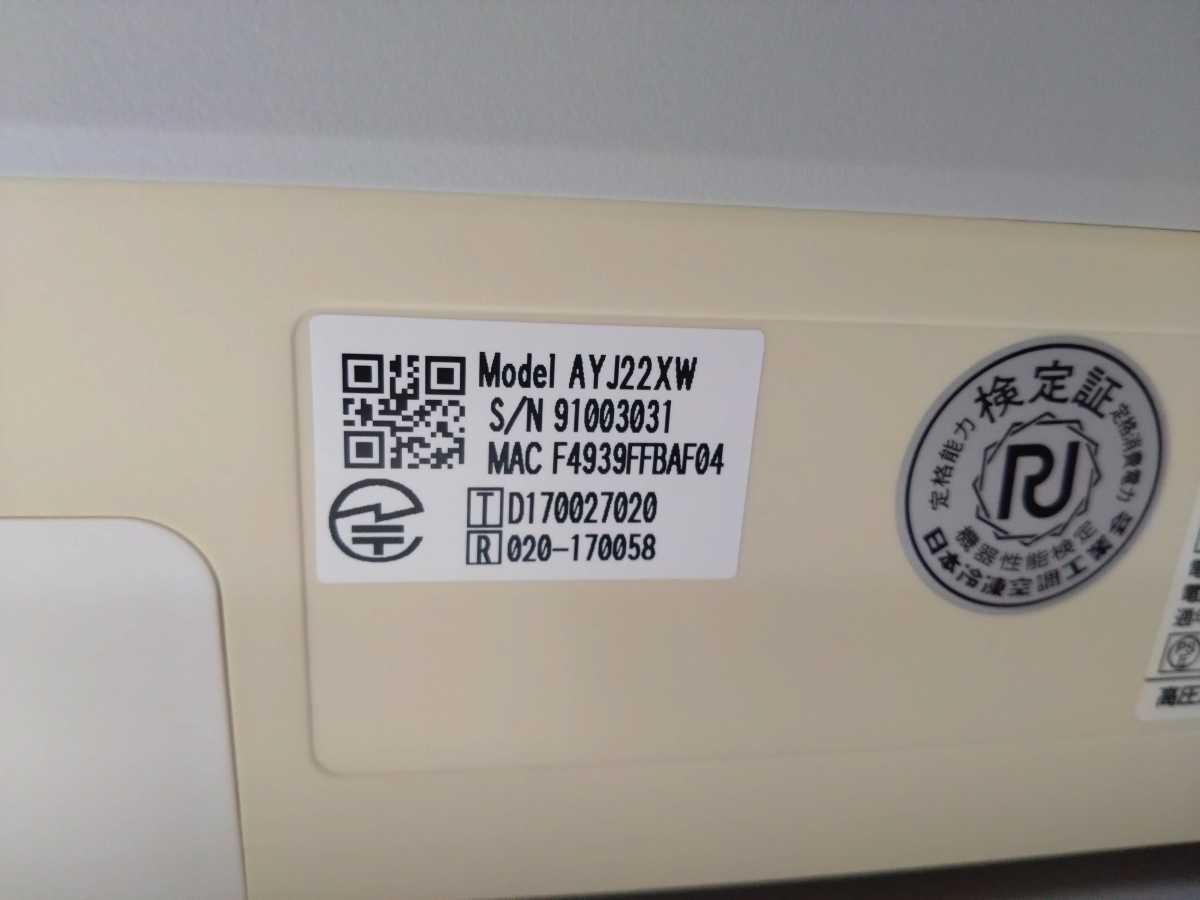 Model AYJ22XW
S/N 91003031
MAC F4939FFBAF04
T D170027020
R 020-170058
検定証
定格能力
定格消費電力
機器性能検定
日本冷凍空調工業
高圧